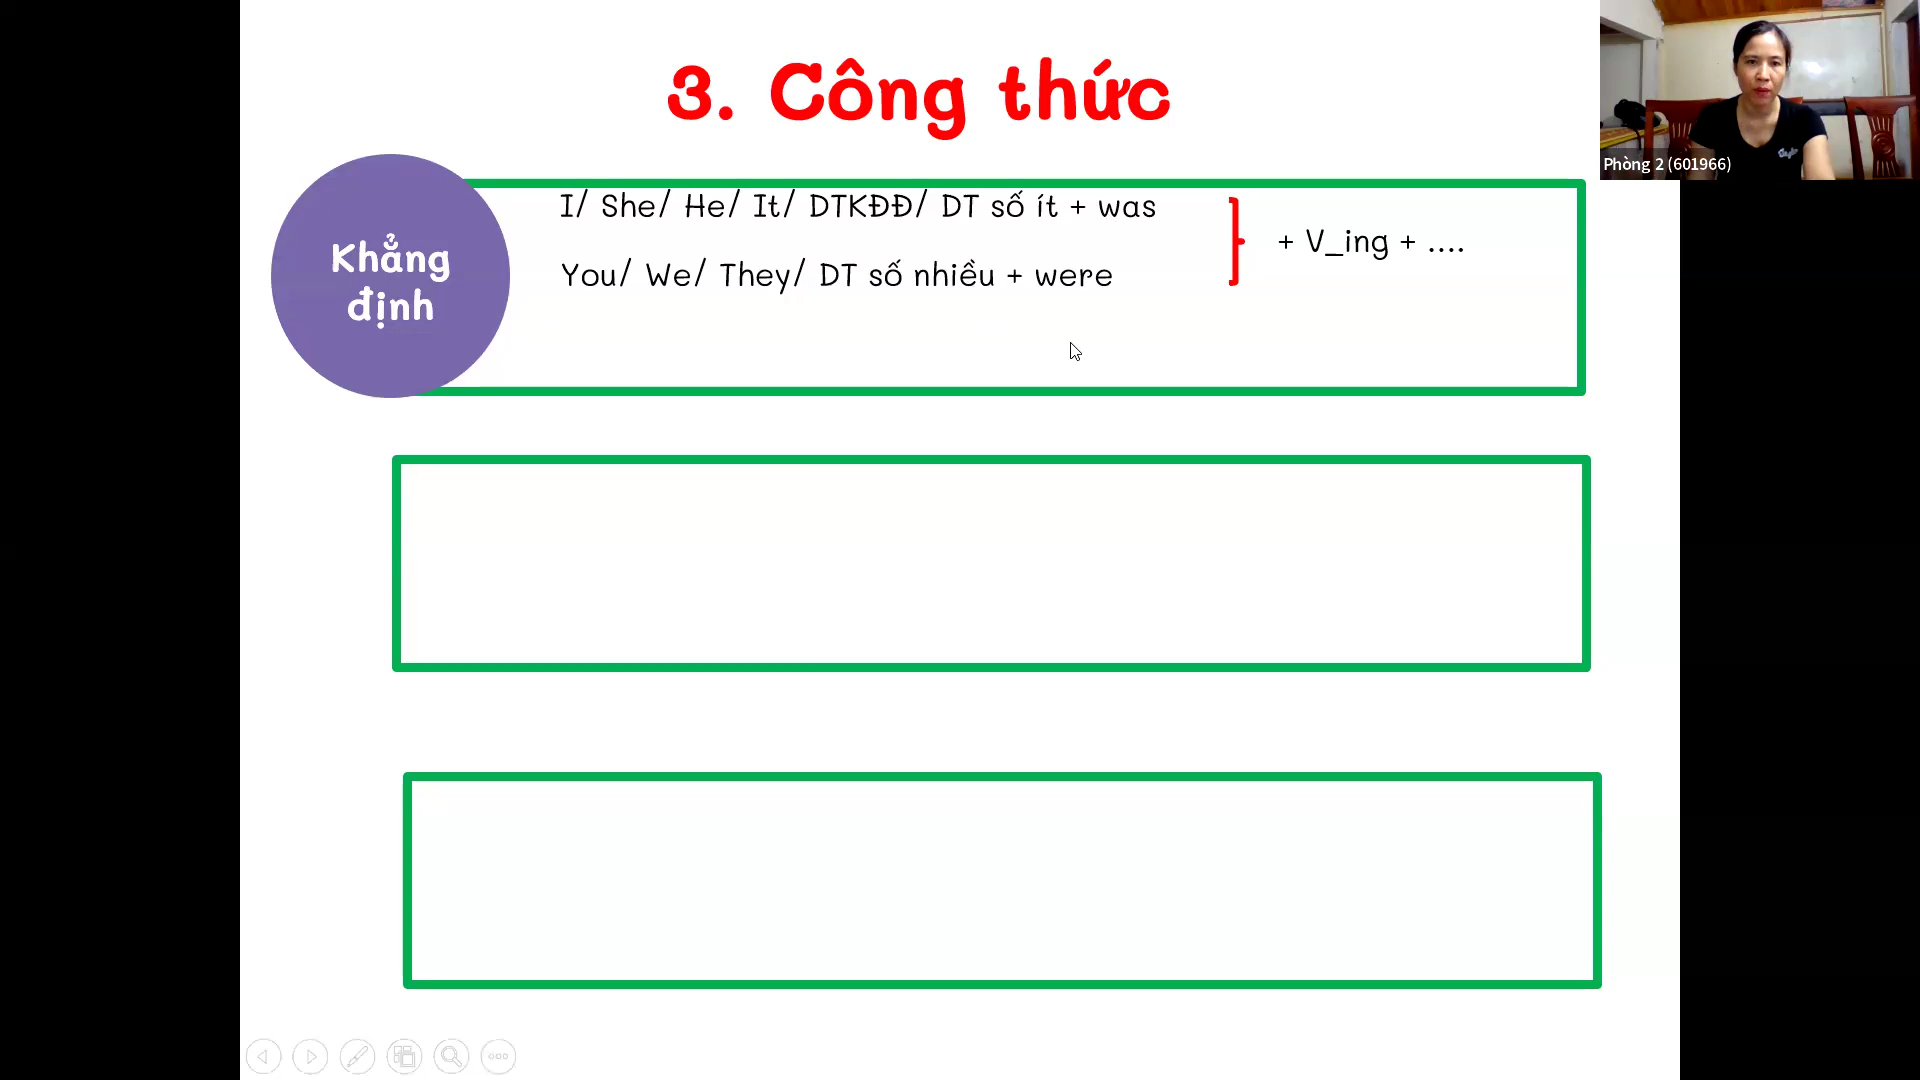 3. Công thức
Khẳng
định
I/ She/ He/ It/ DTKĐĐ/ DT số ít + was
You/ We/ They/ DT số nhiều + were
+ V_ing + ....
Phòng 2 (601966)